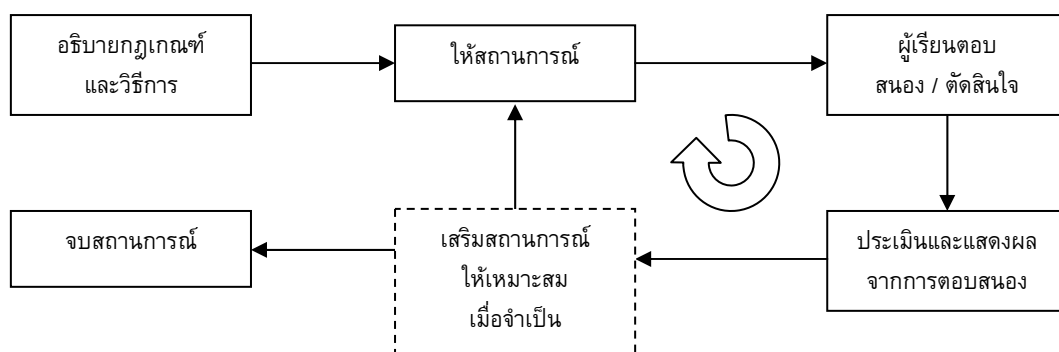 อธิบายกฎเกณฑ์
และวิธีการ
ให้สถานการณ์
ผู้เรียนตอบ
สนอง / ตัดสินใจ
จบสถานการณ์
เสริมสถานการณ์
ให้เหมาะสม
เมื่อจำเป็น
ประเมินและแสดงผล
จากการตอบสนอง